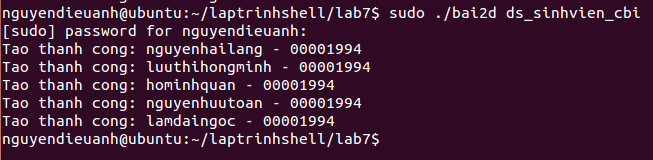 nguyendieuanh@ubuntu:~/laptrinhshell/lab7$ sudo ./bai2d ds_sinhvien_cbi
[sudo] password for nguyendieuanh:
Tao thanh cong: nguyenhailang - 00001994
Tao thanh cong: luuthihongminh - 00001994
Tao thanh cong: hominhquan - 00001994
Tao thanh cong: nguyenhuutoan - 00001994
Tao thanh cong: lamdaingoc - 00001994
nguyendieuanh@ubuntu:~/laptrinhshell/lab7$